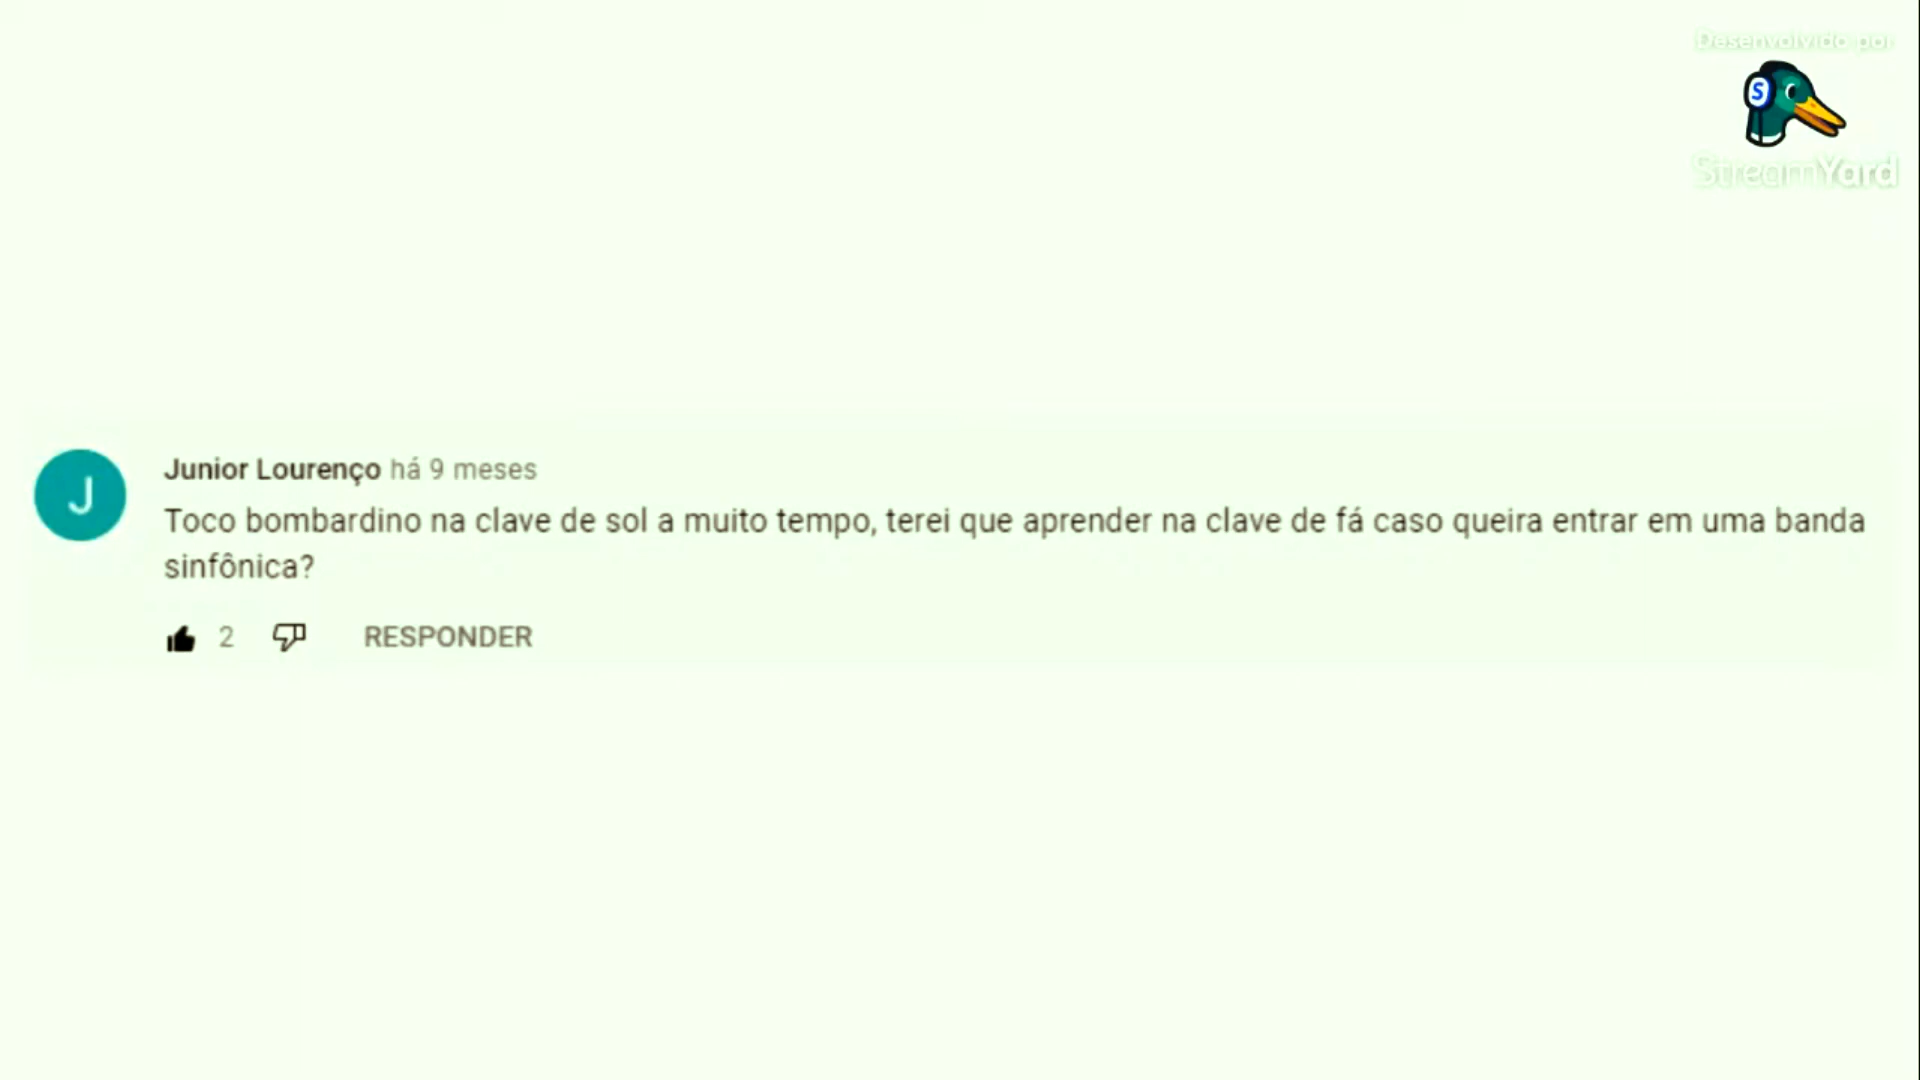 Desenvolvido por
S
StreamYard
J
Junior Lourenço há 9 meses
Toco bombardino na clave de sol a muito tempo, terei que aprender na clave de fá caso queira entrar em uma banda
sinfônica?
2 RESPONDER